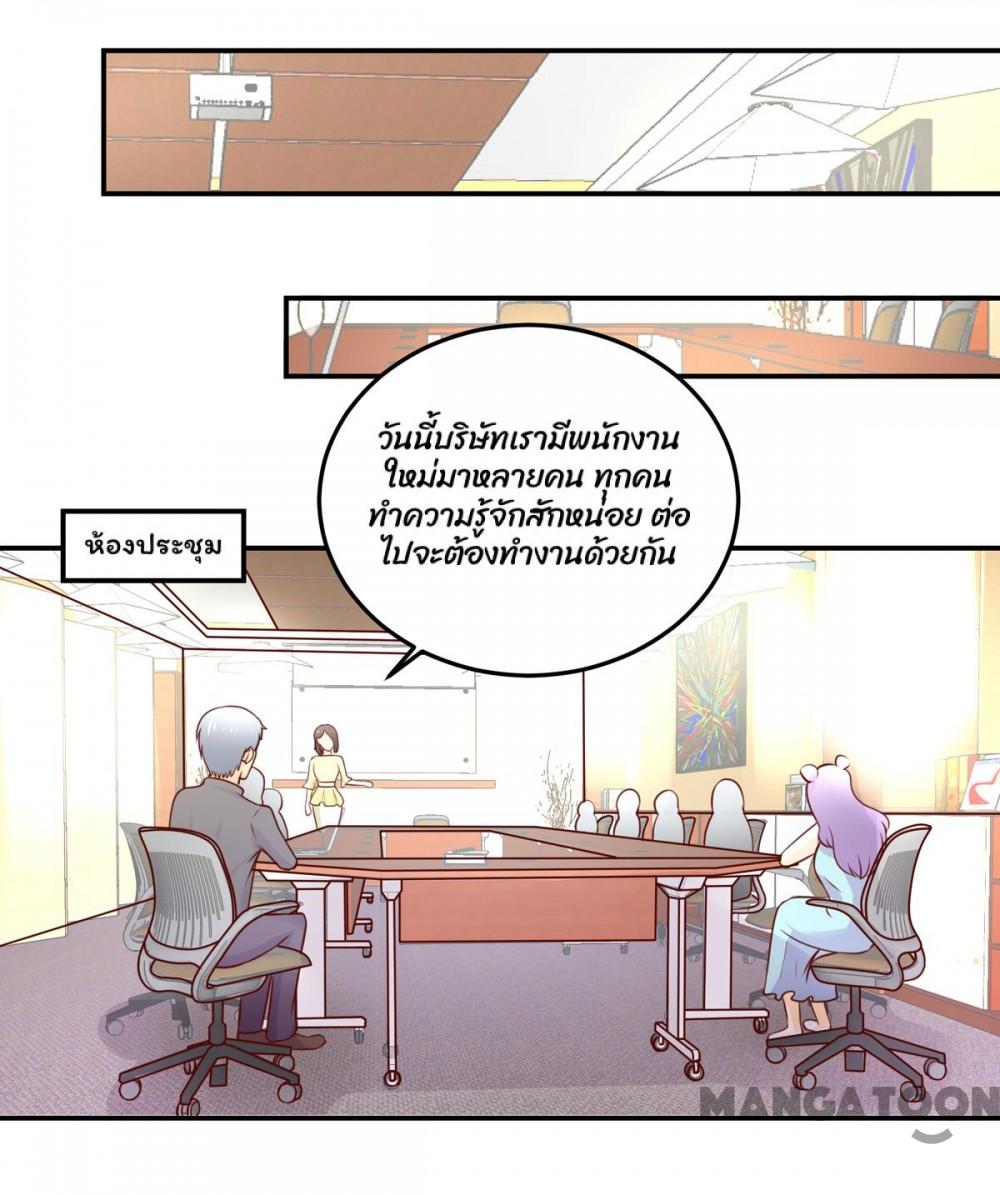 วันนี้บริษัทเรามีพนักงาน
ใหม่มาหลายคน ทุกคน
ทำความรู้จักสักหน่อย ต่อ
ไปจะต้องทำงานด้วยกัน
ห้องประชุม
MANGATOON